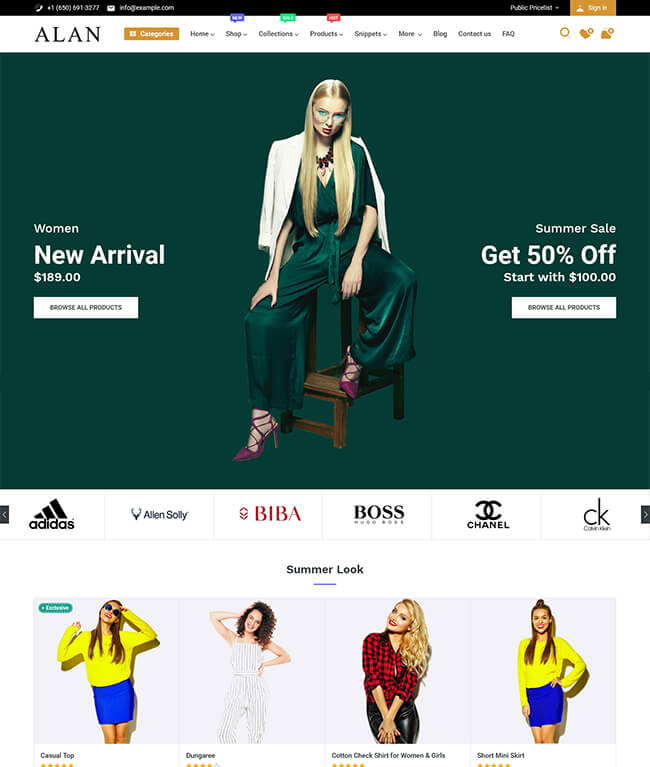 +1 (650) 691-3277 info@example.com Public Pricelist Sign in
NEW SALE HOT
ALAN Categories Home Shop Collections Products Snippets More Blog Contact us FAQ 0 0
Women
New Arrival
$189.00
BROWSE ALL PRODUCTS
Summer Sale
Get 50% Off
Start with $100.00
BROWSE ALL PRODUCTS
adidas Allen Solly BIBA BOSS HUGO BOSS CHANEL ck Calvin Klein
Summer Look
+ Exclusive
Casual Top Dungaree Cotton Check Shirt for Women & Girls Short Mini Skirt